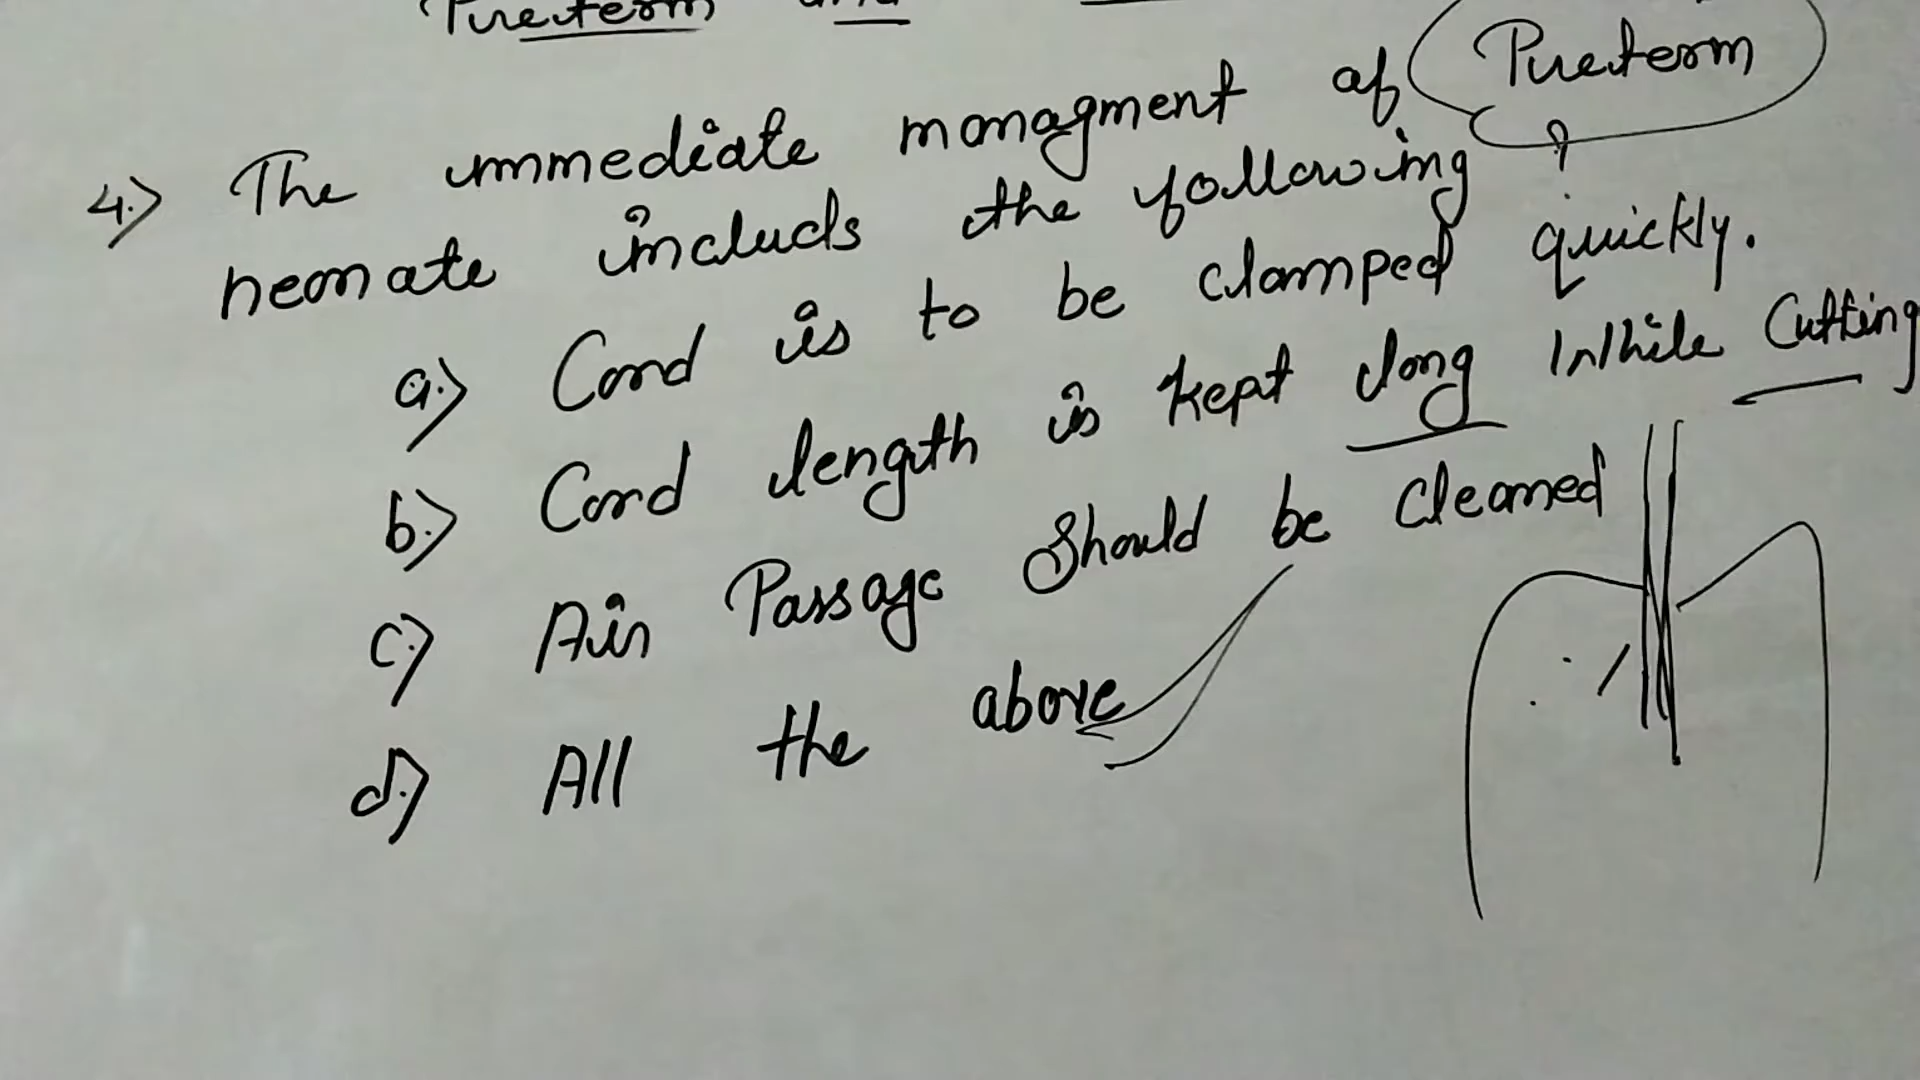 Preterm and
4.) The immediate managment of Preterm
neonate includs the following ?
a.) Cord is to be clamped quickly.
b.) Cord length is kept long While Cutting
c.) Air Passage Should be Cleaned
d.) All the above